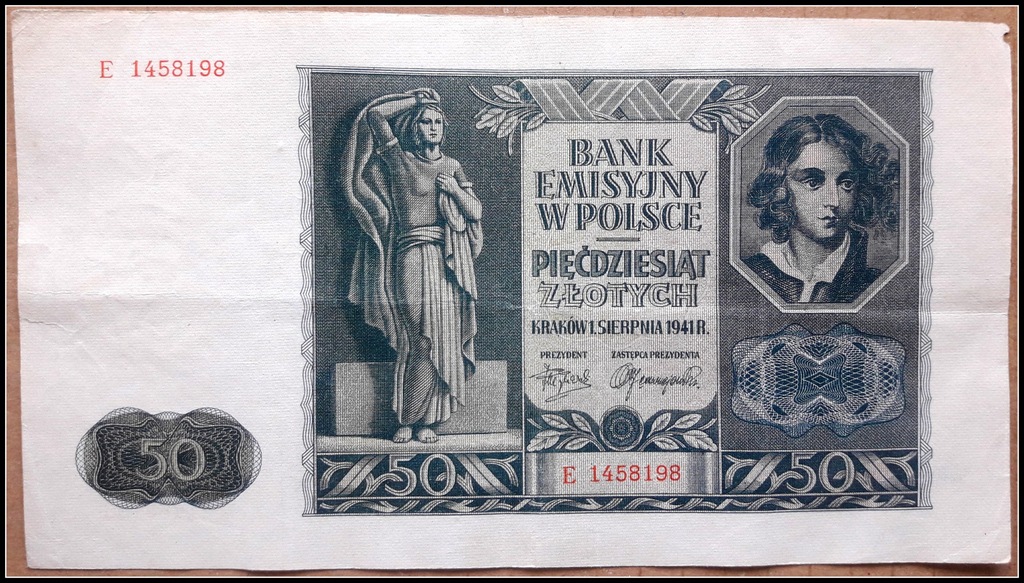 E 1458198
BANK
EMISYJNY
W POLSCE
PIĘĆDZIESIĄT
ZŁOTYCH
KRAKÓW 1. SIERPNIA 1941 R.
PREZYDENT ZASTĘPCA PREZYDENTA
50
50
E 1458198
50